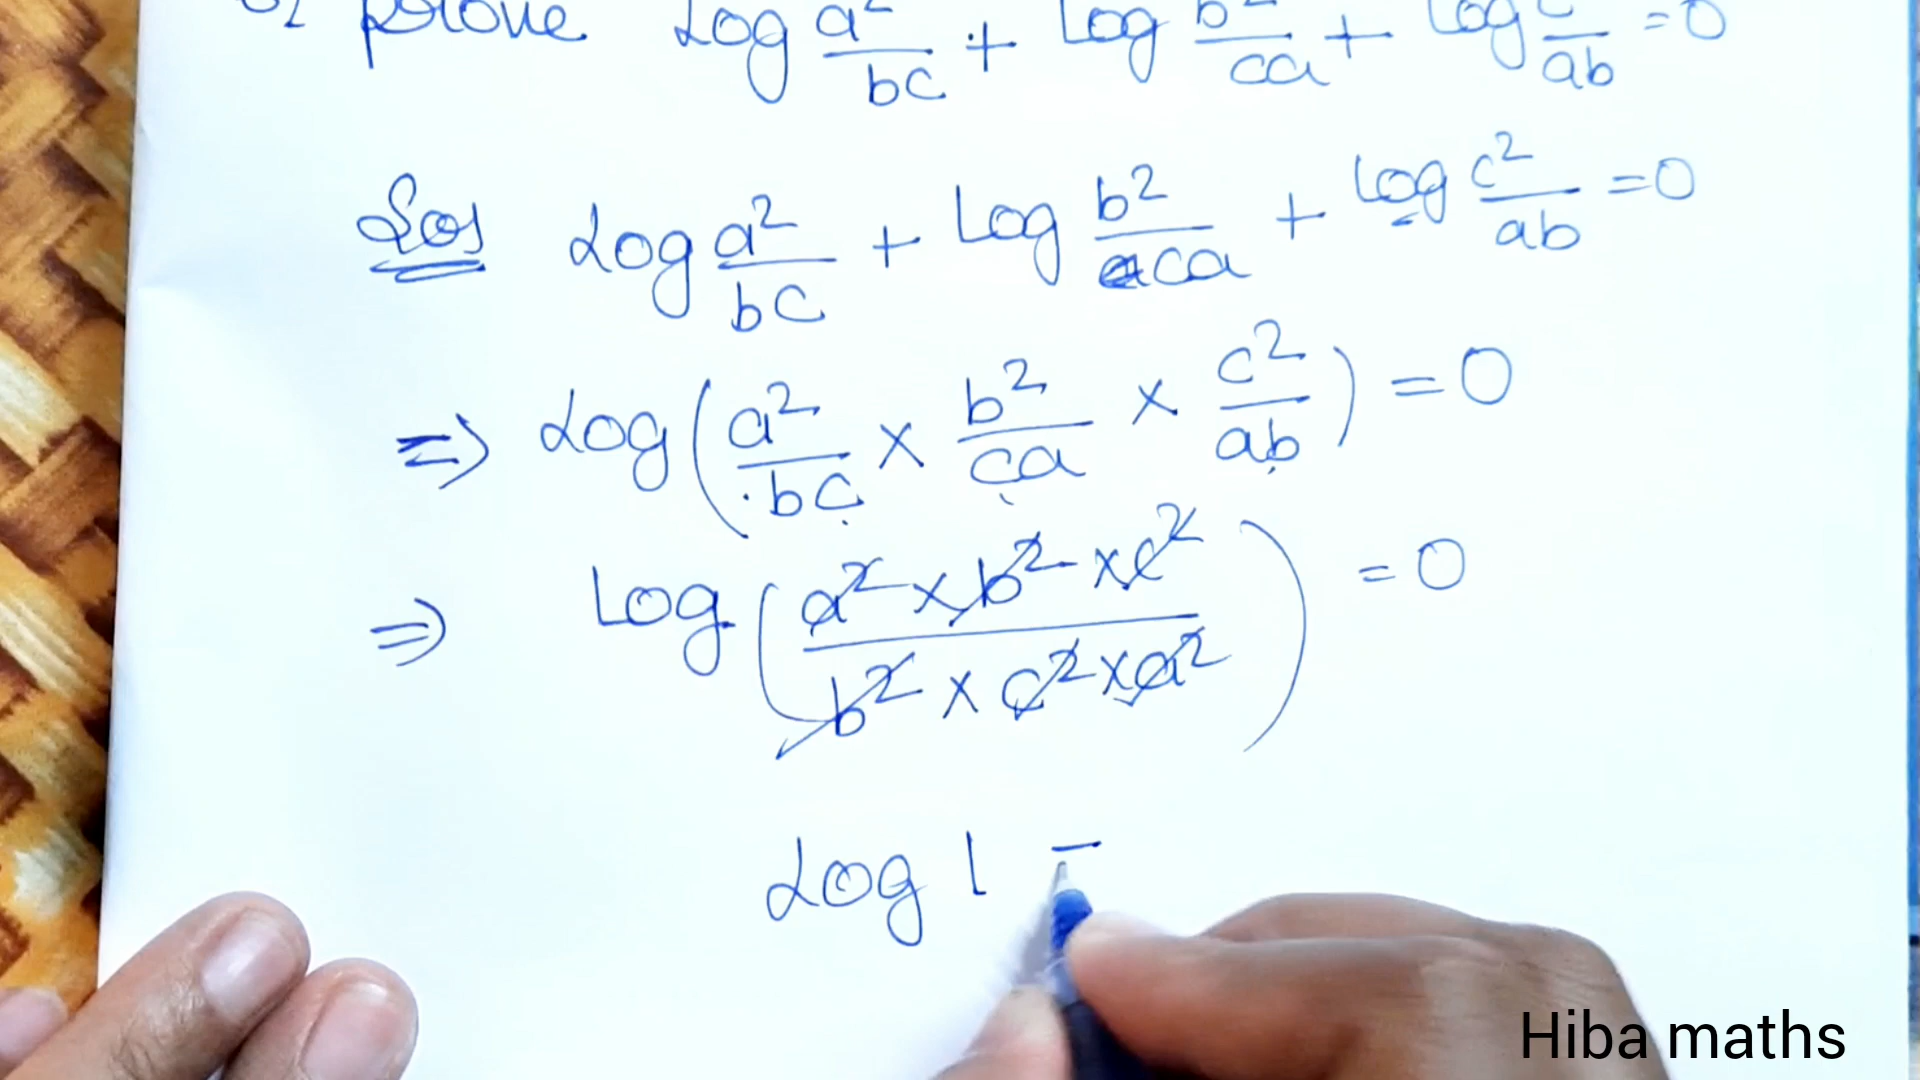 prove Log a²/bc + Log b²/ca + Log c²/ab = 0
Log a²/bc + Log b²/ca + Log c²/ab = 0
⇒ Log (a²/bc × b²/ca × c²/ab) = 0
⇒ Log (a² × b² × c² / b² × c² × a²) = 0
Log 1
Hiba maths